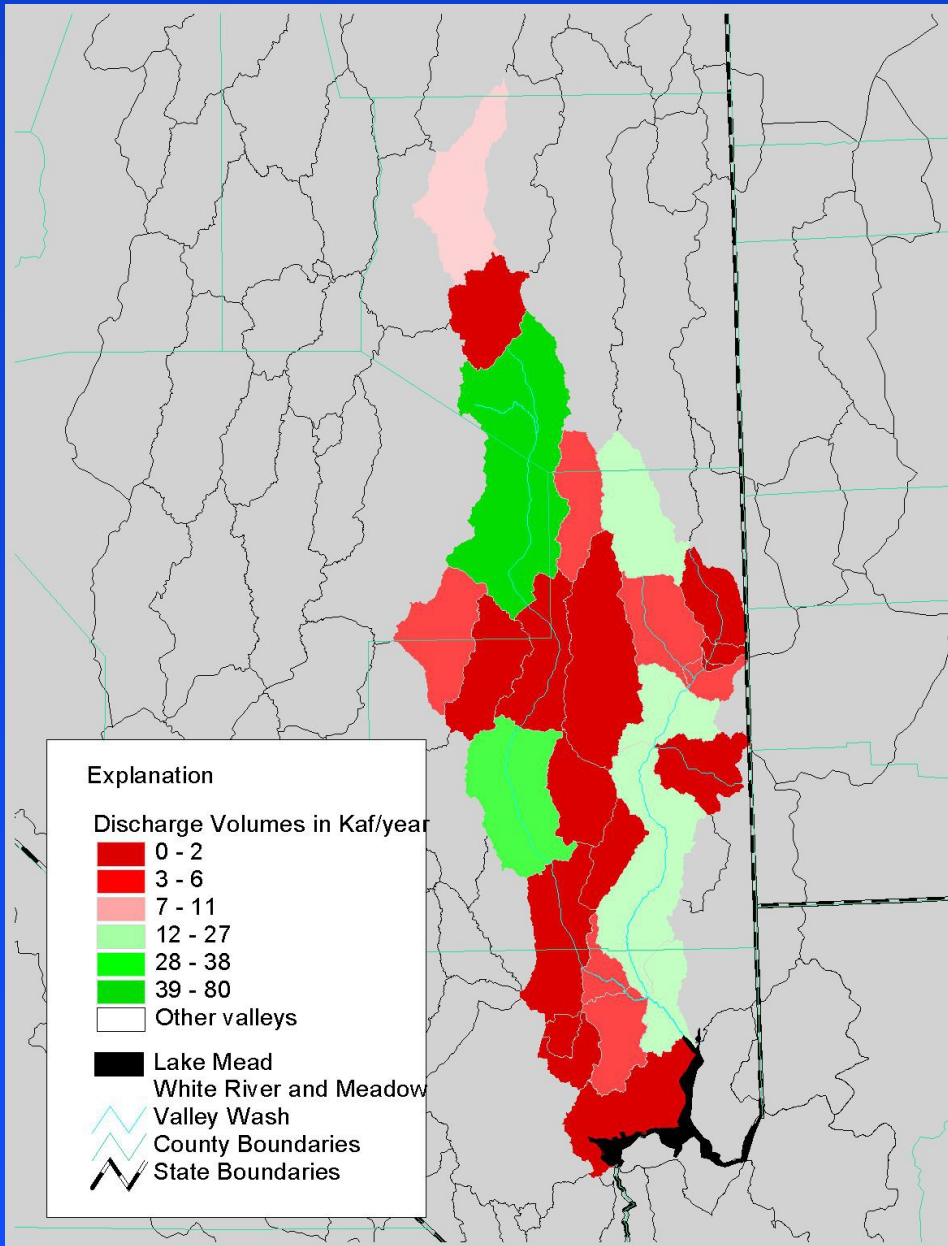 Explanation
Discharge Volumes in Kaf/year
0 - 2
3 - 6
7 - 11
12 - 27
28 - 38
39 - 80
Other valleys
Lake Mead
White River and Meadow
Valley Wash
County Boundaries
State Boundaries